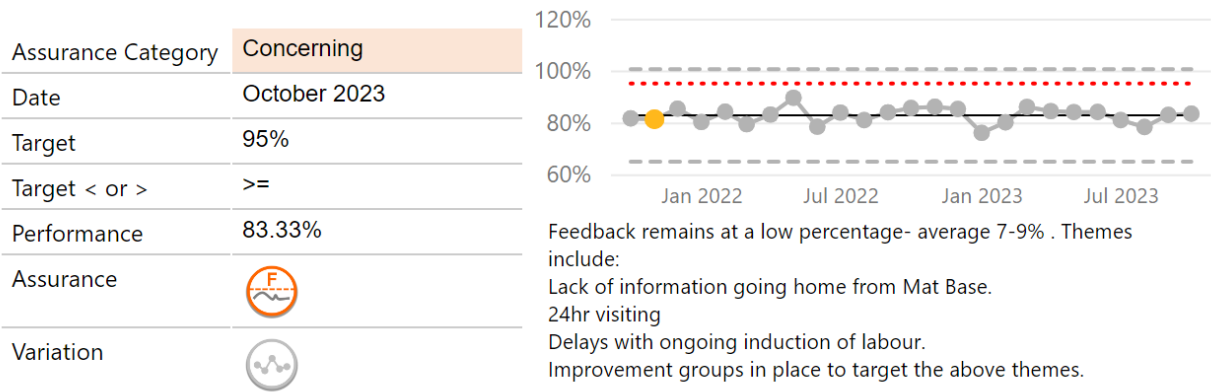 Assurance Category Concerning
Date October 2023
Target 95%
Target < or > >=
Performance 83.33%
Assurance F
Variation
120%
100%
80%
60%
Jan 2022 Jul 2022 Jan 2023 Jul 2023
Feedback remains at a low percentage- average 7-9% . Themes
include:
Lack of information going home from Mat Base.
24hr visiting
Delays with ongoing induction of labour.
Improvement groups in place to target the above themes.